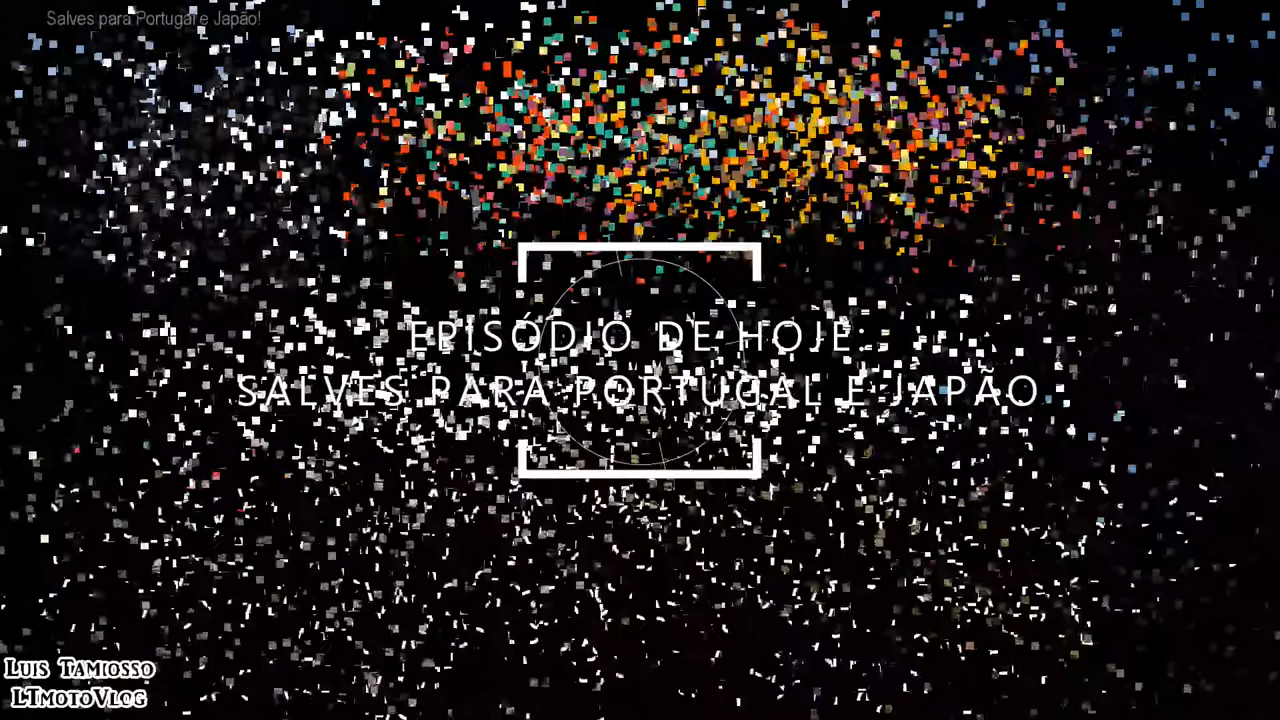 Salves para Portugal e Japão!
EPISÓDIO DE HOJE:
SALVES PARA PORTUGAL E JAPÃO
LUIS TAMIOSSO
LTMOTOVLOG